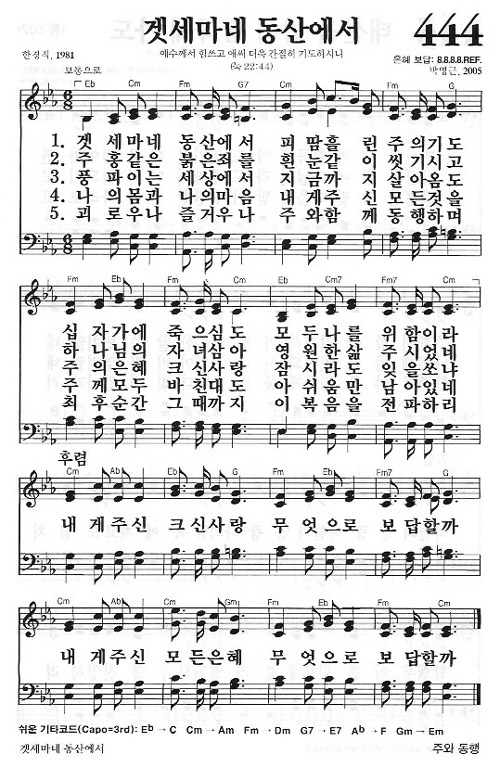 겟세마네 동산에서
444
한경직, 1981
예수께서 힘쓰고 애써 더욱 간절히 기도하시니
(눅 22:44)
은혜 보답: 8.8.8.8.REF.
박명근, 2005
보통으로
Eb Cm Fm G7 Cm Cm Fm G
1. 겟 세마네 동산에서 피 땀흘 린 주의기도
2. 주 홍같은 붉은죄를 흰 눈같 이 씻기시고
3. 풍 파이는 세상에서 지 금까 지 살아옴도
4. 나 의몸과 나의마음 내 게주 신 모든것을
5. 괴 로우나 즐거우나 주 와함 께 동행하며
Fm Eb Fm Cm Eb Cm7 Fm Cm7 Cm
십 자가에 죽 으심도 모 두나를 위 함이라
하 나님의 자 녀삼아 영 원한삶 주 시었네
주 의은혜 크 신사랑 잠 시라도 잊 을쏘냐
주 께모두 바 친대도 아 쉬움만 남 아있네
최 후순간 그 때까지 이 복음을 전 파하리
후렴
Cm Ab Eb G Fm Eb Fm7 G
내 게주신 크신사랑 무 엇으로 보 답할까
Cm Ab Cm Gm Fm Eb Fm Cm
내 게주신 모든은혜 무 엇으로 보 답할까
쉬운 기타코드(Capo=3rd): Eb → C Cm → Am Fm → Dm G7 → E7 Ab → F Gm → Em
겟세마네 동산에서
주와 동행